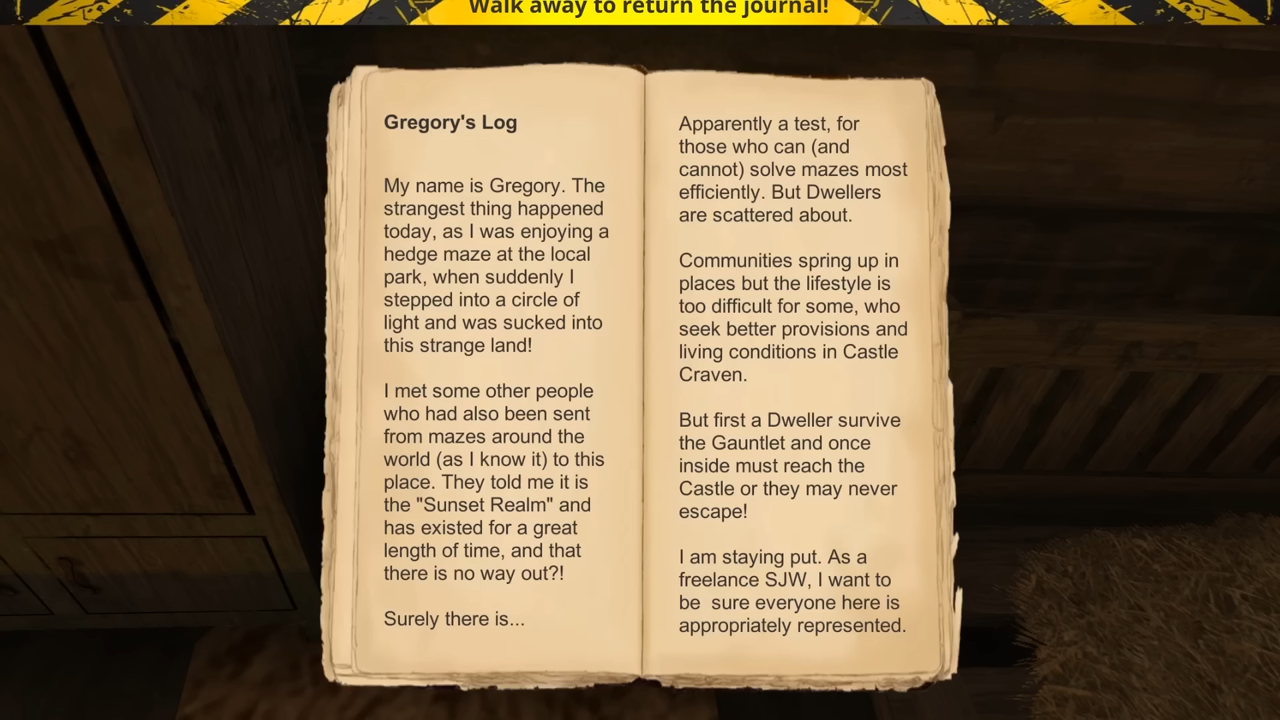 Walk away to return the journal!
Gregory's Log
My name is Gregory. The
strangest thing happened
today, as I was enjoying a
hedge maze at the local
park, when suddenly I
stepped into a circle of
light and was sucked into
this strange land!
I met some other people
who had also been sent
from mazes around the
world (as I know it) to this
place. They told me it is
the "Sunset Realm" and
has existed for a great
length of time, and that
there is no way out?!
Surely there is...
Apparently a test, for
those who can (and
cannot) solve mazes most
efficiently. But Dwellers
are scattered about.
Communities spring up in
places but the lifestyle is
too difficult for some, who
seek better provisions and
living conditions in Castle
Craven.
But first a Dweller survive
the Gauntlet and once
inside must reach the
Castle or they may never
escape!
I am staying put. As a
freelance SJW, I want to
be  sure everyone here is
appropriately represented.